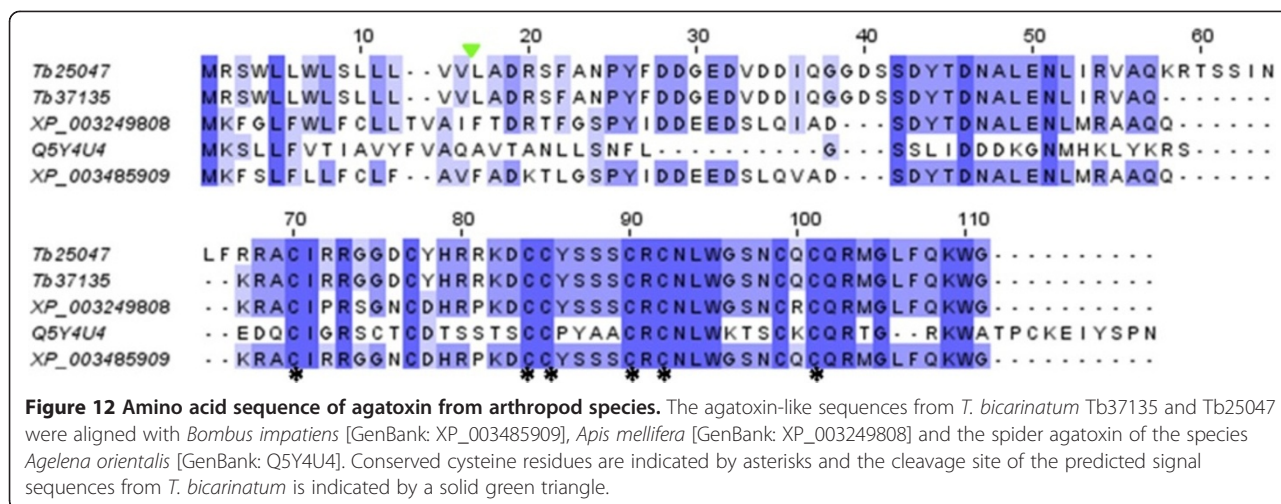 10 20 30 40 50 60
Tb25047 MRSWLLWLSLLL--VVLADRSFANPYFDDGEDVDDIQGGDSSDYTDNALENLIRVAQKRTSSIN
Tb37135 MRSWLLWLSLLL--VVLADRSFANPYFDDGEDVDDIQGGDSSDYTDNALENLIRVAQ-------
XP_003249808 MKFGLFWLFCLLTVAIFTDRTFGSPYIDDEEDSLQIAD---SDYTDNALENLMRAAQQ------
Q5Y4U4 MKSLLFVTIAVYFVAQAVTANLLSNFL----------G---SSLIDDDKGNMHKLYKRS-----
XP_003485909 MKFSLFLLFCLF--AVFADKTLGSPYIDDEEDSLQVAD---SDYTDNALENLMRAAQQ------
70 80 90 100 110
Tb25047 LFRRACIRRGGDCYHRRKDCCYSSSCRCNLWGSNCQCQRMGLFQKWG----------
Tb37135 --KRACIRRGGDCYHRRKDCCYSSSCRCNLWGSNCQCQRMGLFQKWG----------
XP_003249808 --KRACIPRSGNCDHRPKDCCYSSSCRCNLWGSNCRCQRMGLFQKWG----------
Q5Y4U4 --EDQCIGRSCTCDTSSTSCCPYAACRCNLWKTSCKCQRTG--RKWATPCKEIYSPN
XP_003485909 --KRACIRRGGNCDHRPKDCCYSSSCRCNLWGSNCQCQRMGLFQKWG----------
* * * * * *
Figure 12 Amino acid sequence of agatoxin from arthropod species. The agatoxin-like sequences from T. bicarinatum Tb37135 and Tb25047
were aligned with Bombus impatiens [GenBank: XP_003485909], Apis mellifera [GenBank: XP_003249808] and the spider agatoxin of the species
Agelena orientalis [GenBank: Q5Y4U4]. Conserved cysteine residues are indicated by asterisks and the cleavage site of the predicted signal
sequences from T. bicarinatum is indicated by a solid green triangle.